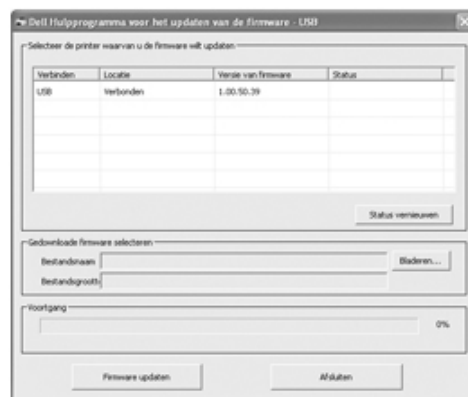 Dell Hulpprogramma voor het updaten van de firmware - USB
Selecteer de printer waarvan u de firmware wilt updaten
Verbinden Locatie Versie van firmware Status
USB Verbonden 1.00.50.39
Status vernieuwen
Gedownloade firmware selecteren
Bestandsnaam Bladeren...
Bestandsgrootte
Voortgang
0%
Firmware updaten Afsluiten